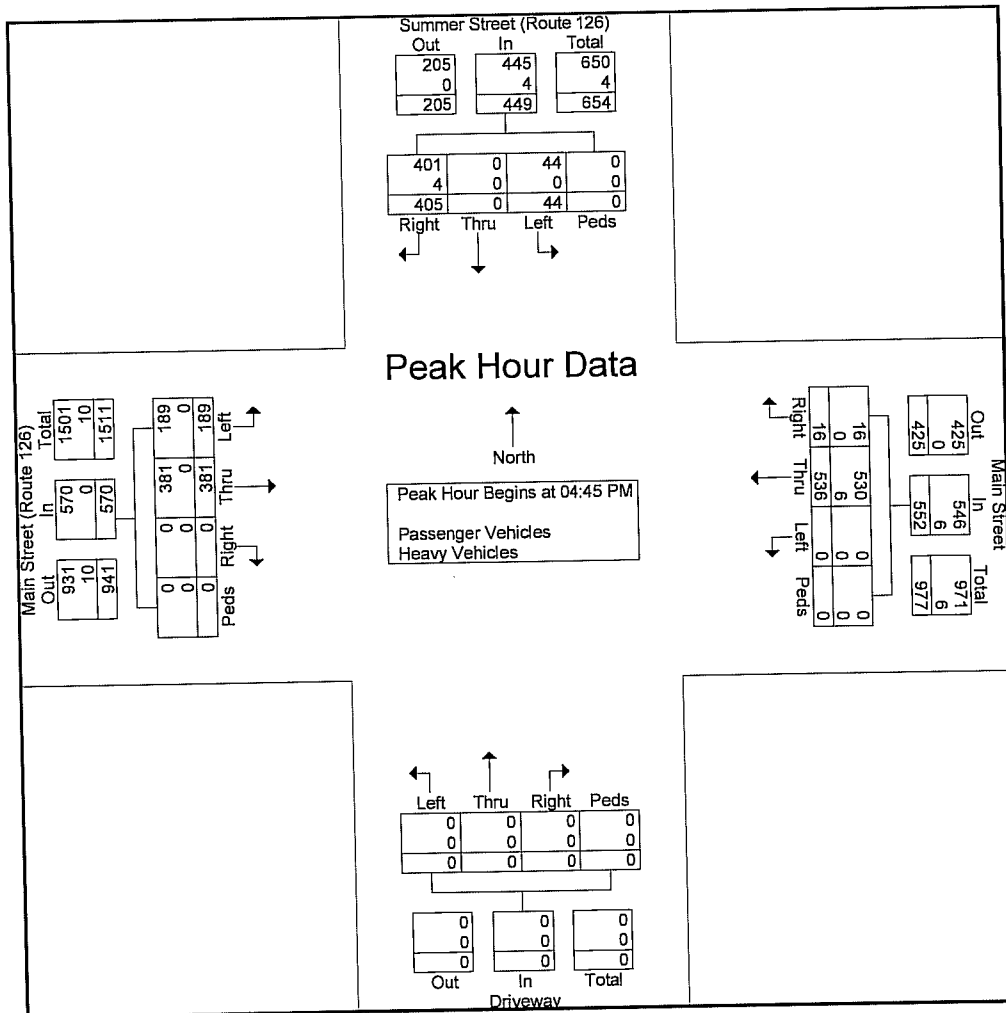 Summer Street (Route 126)
Out In Total
205 445 650
0 4 4
205 449 654
401 0 44 0
4 0 0 0
405 0 44 0
Right Thru Left Peds
Peak Hour Data
North
Peak Hour Begins at 04:45 PM
Passenger Vehicles
Heavy Vehicles
Main Street (Route 126)
Out In Total
931 570 1501
10 0 10
941 570 1511
Peds Right Thru Left
0 0 381 189
0 0 0 0
0 0 381 189
Main Street
Out In Total
425 546 971
0 6 6
425 552 977
Right Thru Left Peds
16 530 0 0
0 6 0 0
16 536 0 0
Left Thru Right Peds
0 0 0 0
0 0 0 0
0 0 0 0
0 0 0
0 0 0
0 0 0
Out In Total
Driveway